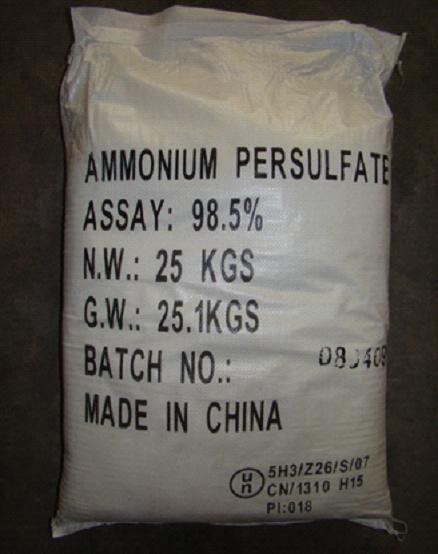 AMMONIUM PERSULFATE
ASSAY: 98.5%
N.W.: 25 KGS
G.W.: 25.1KGS
BATCH NO.:
MADE IN CHINA
un
5H3/Z26/S/07
CN/1310 H15
PI:018